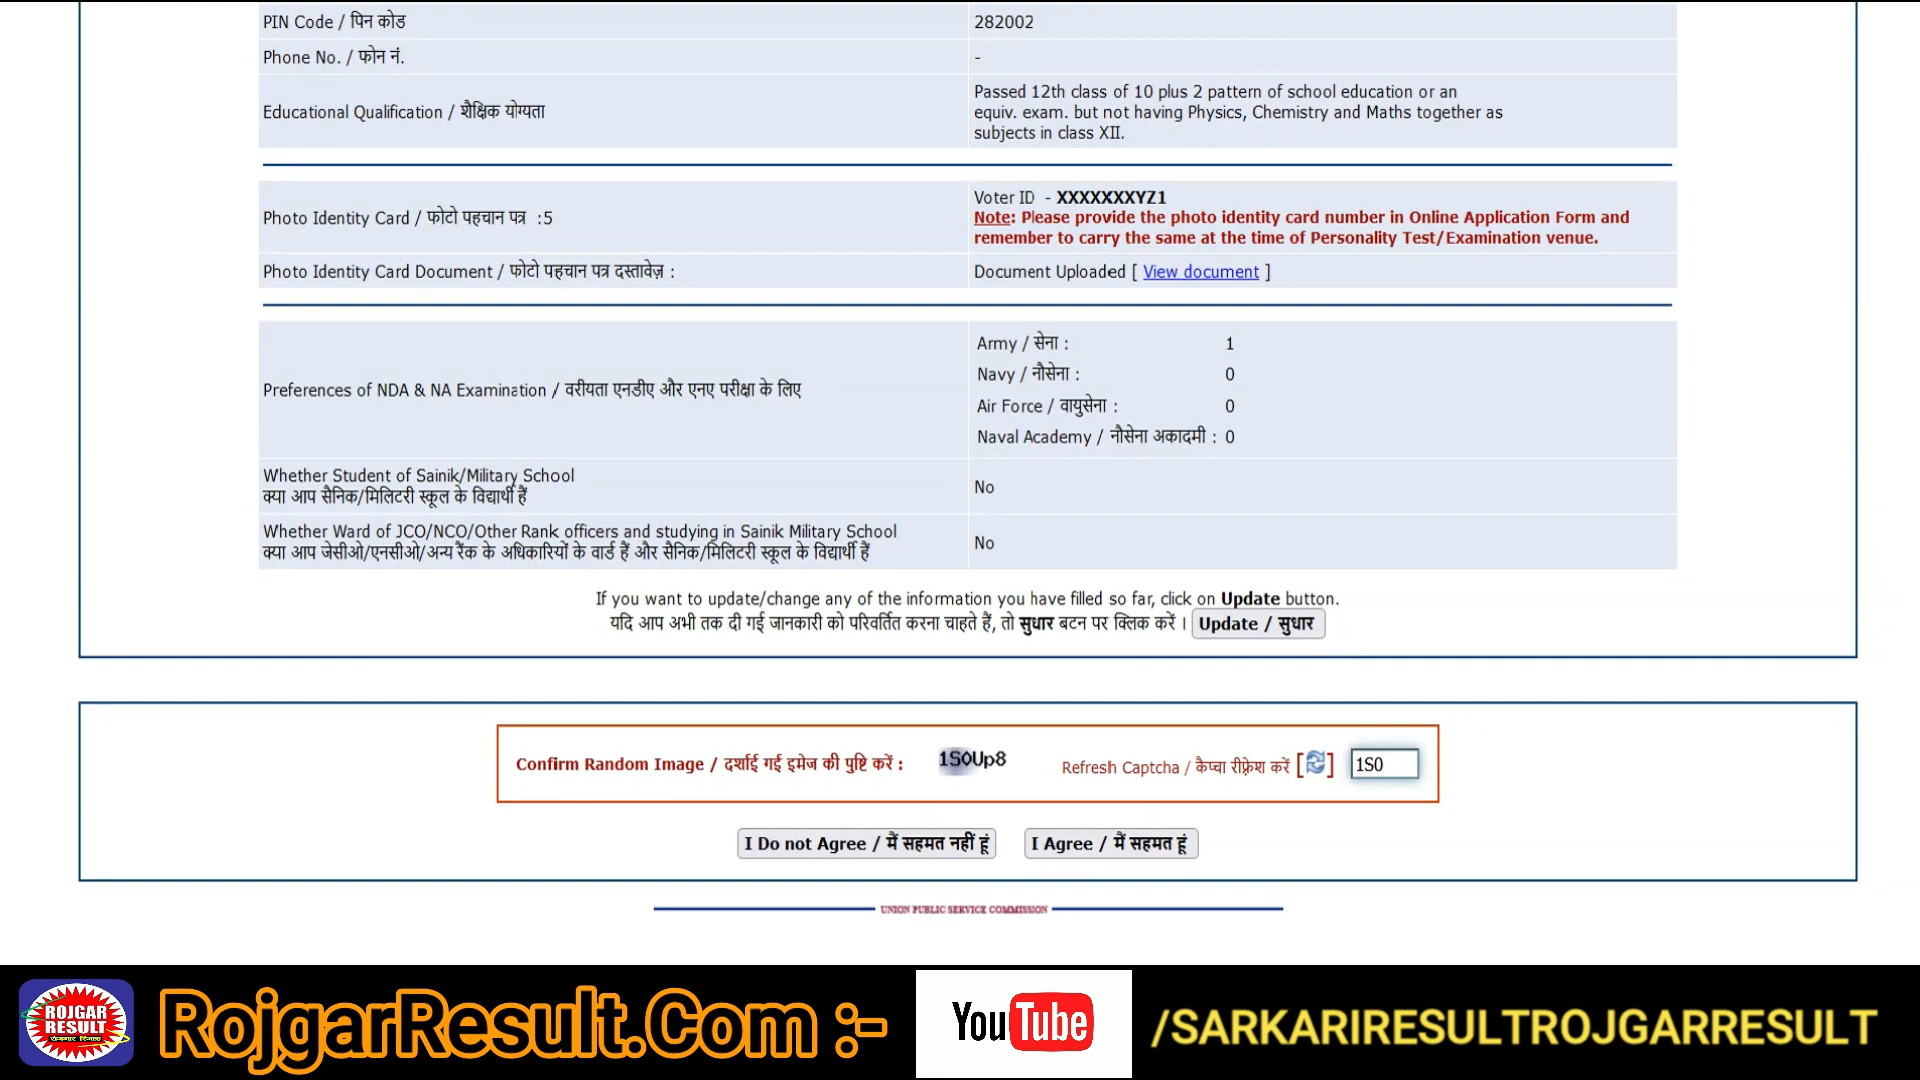 PIN Code / पिन कोड 282002
Phone No. / फोन नं. -
Educational Qualification / शैक्षिक योग्यता
Passed 12th class of 10 plus 2 pattern of school education or an
equiv. exam. but not having Physics, Chemistry and Maths together as
subjects in class XII.
Photo Identity Card / फोटो पहचान पत्र :5
Voter ID - XXXXXXXYZ1
Note: Please provide the photo identity card number in Online Application Form and
remember to carry the same at the time of Personality Test/Examination venue.
Photo Identity Card Document / फोटो पहचान पत्र दस्तावेज़ : Document Uploaded [ View document ]
Preferences of NDA & NA Examination / वरीयता एनडीए और एनए परीक्षा के लिए
Army / सेना : 1
Navy / नौसेना : 0
Air Force / वायुसेना : 0
Naval Academy / नौसेना अकादमी : 0
Whether Student of Sainik/Military School
क्या आप सैनिक/मिलिटरी स्कूल के विद्यार्थी हैं
No
Whether Ward of JCO/NCO/Other Rank officers and studying in Sainik Military School
क्या आप जेसीओ/एनसीओ/अन्य रैंक के अधिकारियों के वार्ड हैं और सैनिक/मिलिटरी स्कूल के विद्यार्थी हैं
No
If you want to update/change any of the information you have filled so far, click on Update button.
यदि आप अभी तक दी गई जानकारी को परिवर्तित करना चाहते हैं, तो सुधार बटन पर क्लिक करें । Update / सुधार
Confirm Random Image / दर्शाई गई इमेज की पुष्टि करें : 1S0Up8 Refresh Captcha / कैप्चा रीफ़्रेश करें [ ] 1S0
I Do not Agree / मैं सहमत नहीं हूं I Agree / मैं सहमत हूं
UNION PUBLIC SERVICE COMMISSION
ROJGAR
RESULT
रोजगार रिजल्ट
RojgarResult.Com :-
YouTube
/SARKARIRESULTROJGARRESULT